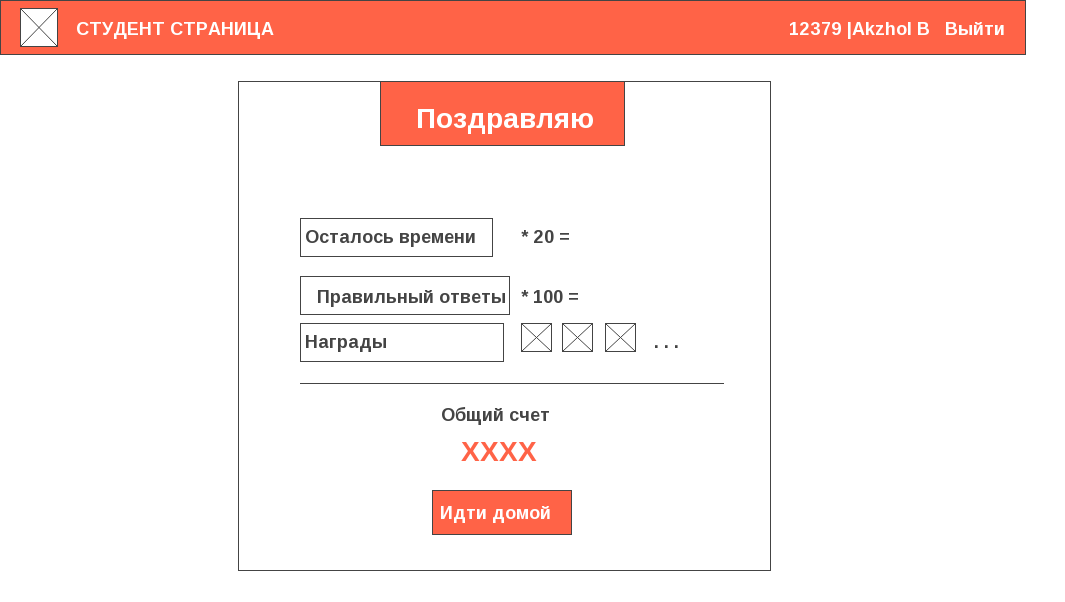 СТУДЕНТ СТРАНИЦА 12379 |Akzhol B Выйти
Поздравляю
Осталось времени * 20 =
Правильный ответы * 100 =
Награды . . .
Общий счет
XXXX
Идти домой